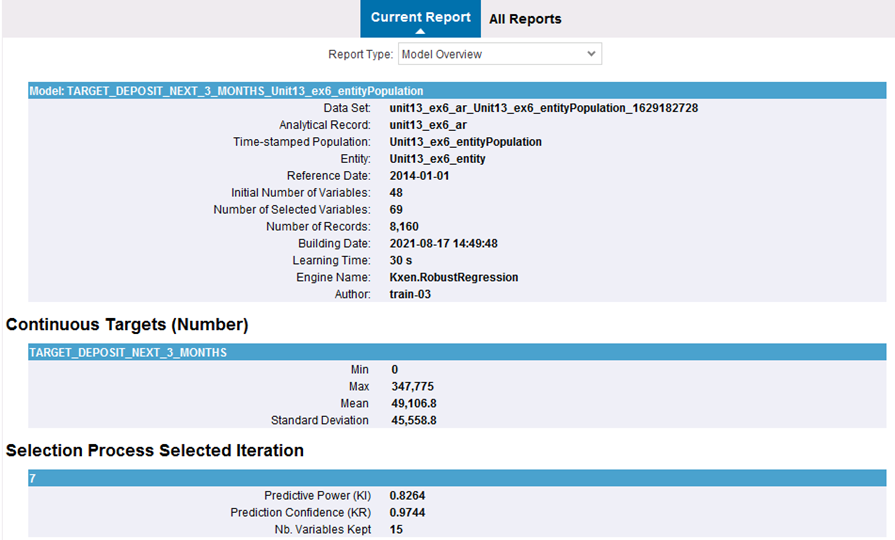 Current Report All Reports
Report Type: Model Overview
Model: TARGET_DEPOSIT_NEXT_3_MONTHS_Unit13_ex6_entityPopulation
Data Set: unit13_ex6_ar_Unit13_ex6_entityPopulation_1629182728
Analytical Record: unit13_ex6_ar
Time-stamped Population: Unit13_ex6_entityPopulation
Entity: Unit13_ex6_entity
Reference Date: 2014-01-01
Initial Number of Variables: 48
Number of Selected Variables: 69
Number of Records: 8,160
Building Date: 2021-08-17 14:49:48
Learning Time: 30 s
Engine Name: Kxen.RobustRegression
Author: train-03
Continuous Targets (Number)
TARGET_DEPOSIT_NEXT_3_MONTHS
Min 0
Max 347,775
Mean 49,106.8
Standard Deviation 45,558.8
Selection Process Selected Iteration
7
Predictive Power (KI) 0.8264
Prediction Confidence (KR) 0.9744
Nb. Variables Kept 15